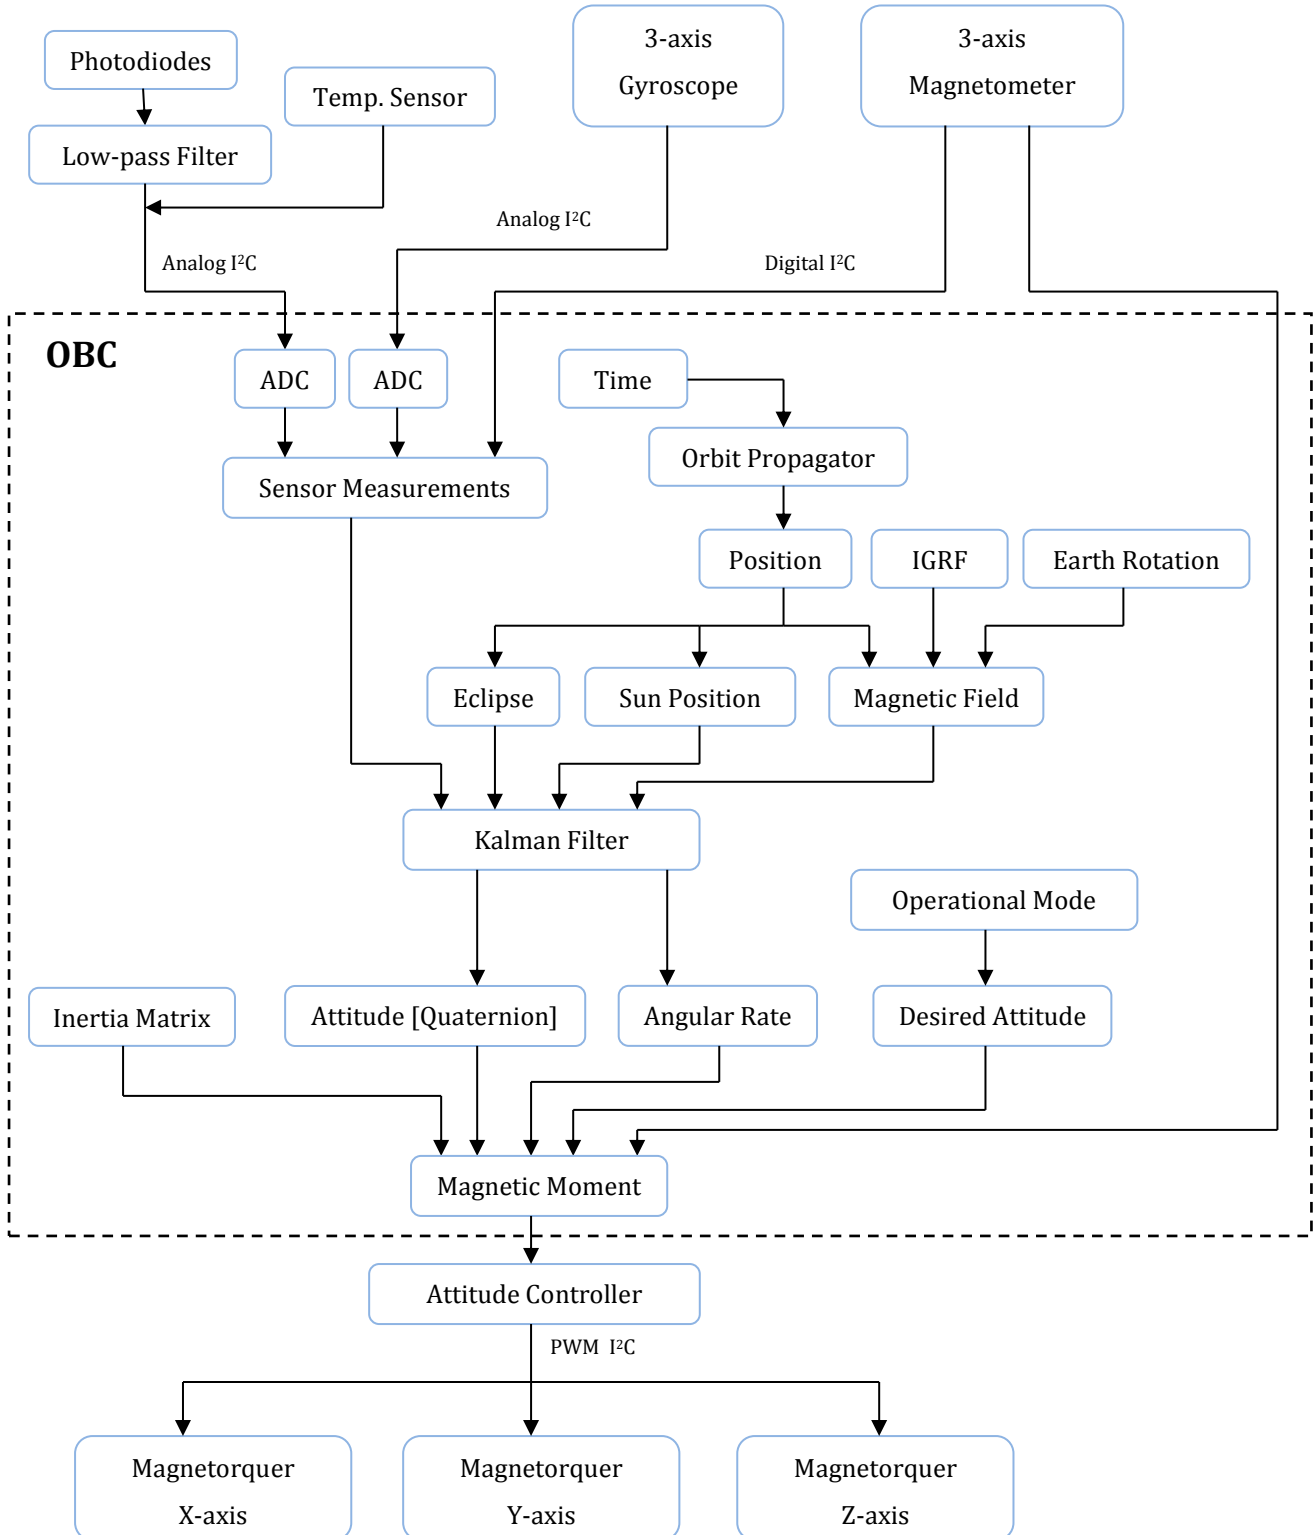 3-axis
Gyroscope
3-axis
Magnetometer
Photodiodes
Temp. Sensor
Low-pass Filter
Analog I²C
Analog I²C
Digital I²C
OBC
ADC
ADC
Time
Orbit Propagator
Sensor Measurements
Position
IGRF
Earth Rotation
Eclipse
Sun Position
Magnetic Field
Kalman Filter
Operational Mode
Inertia Matrix
Attitude [Quaternion]
Angular Rate
Desired Attitude
Magnetic Moment
Attitude Controller
PWM I²C
Magnetorquer
X-axis
Magnetorquer
Y-axis
Magnetorquer
Z-axis